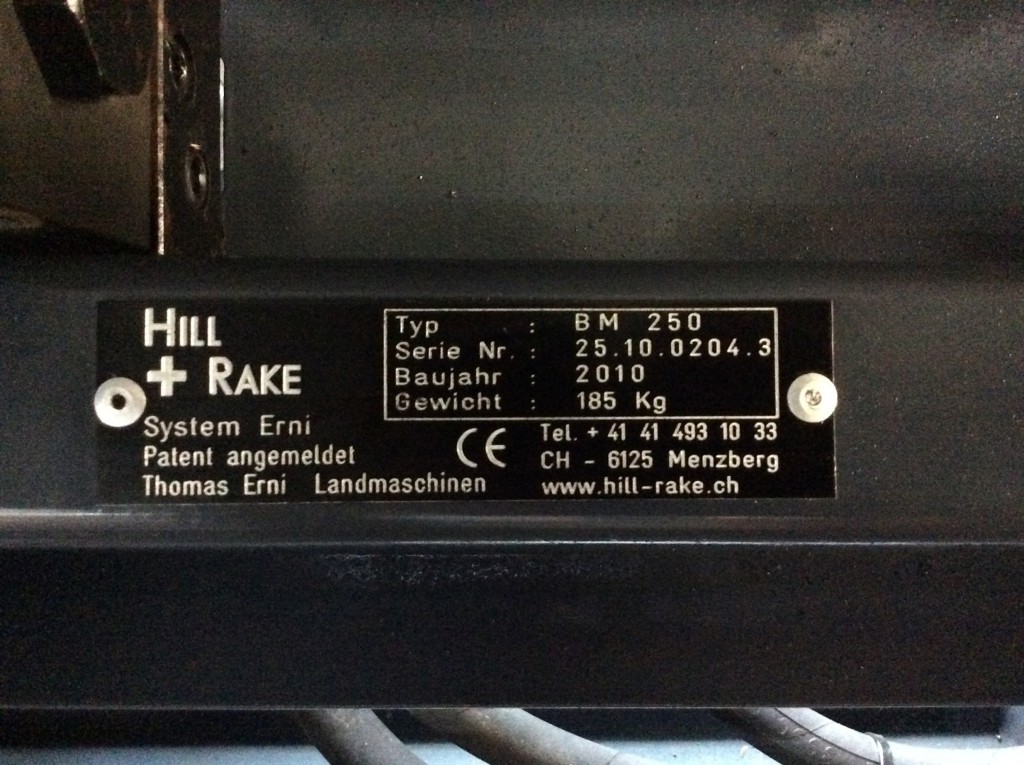 HILL
+ RAKE
System Erni
Patent angemeldet
Thomas Erni Landmaschinen
Typ : BM 250
Serie Nr. : 25.10.0204.3
Baujahr : 2010
Gewicht : 185 Kg
CE
Tel. + 41 41 493 10 33
CH - 6125 Menzberg
www.hill-rake.ch